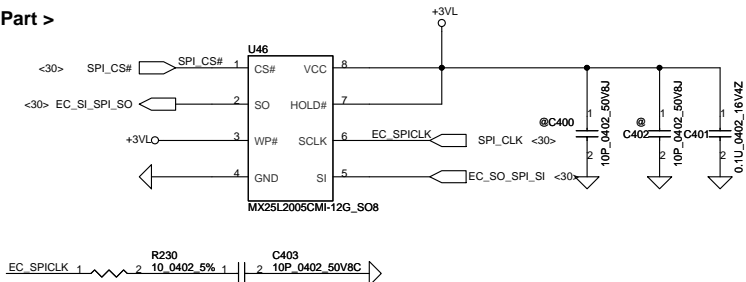 Part >
+3VL
U46
<30> SPI_CS# SPI_CS# 1 CS# VCC 8
<30> EC_SI_SPI_SO 2 SO HOLD# 7
+3VL 3 WP# SCLK 6 EC_SPICLK SPI_CLK <30>
4 GND SI 5 EC_SO_SPI_SI <30>
MX25L2005CMI-12G_SO8
@C400 1 2 10P_0402_50V8J
@ C402 1 2 10P_0402_50V8J
C401 1 2 0.1U_0402_16V4Z
R230 C403
EC_SPICLK 1 2 10_0402_5% 1 2 10P_0402_50V8C